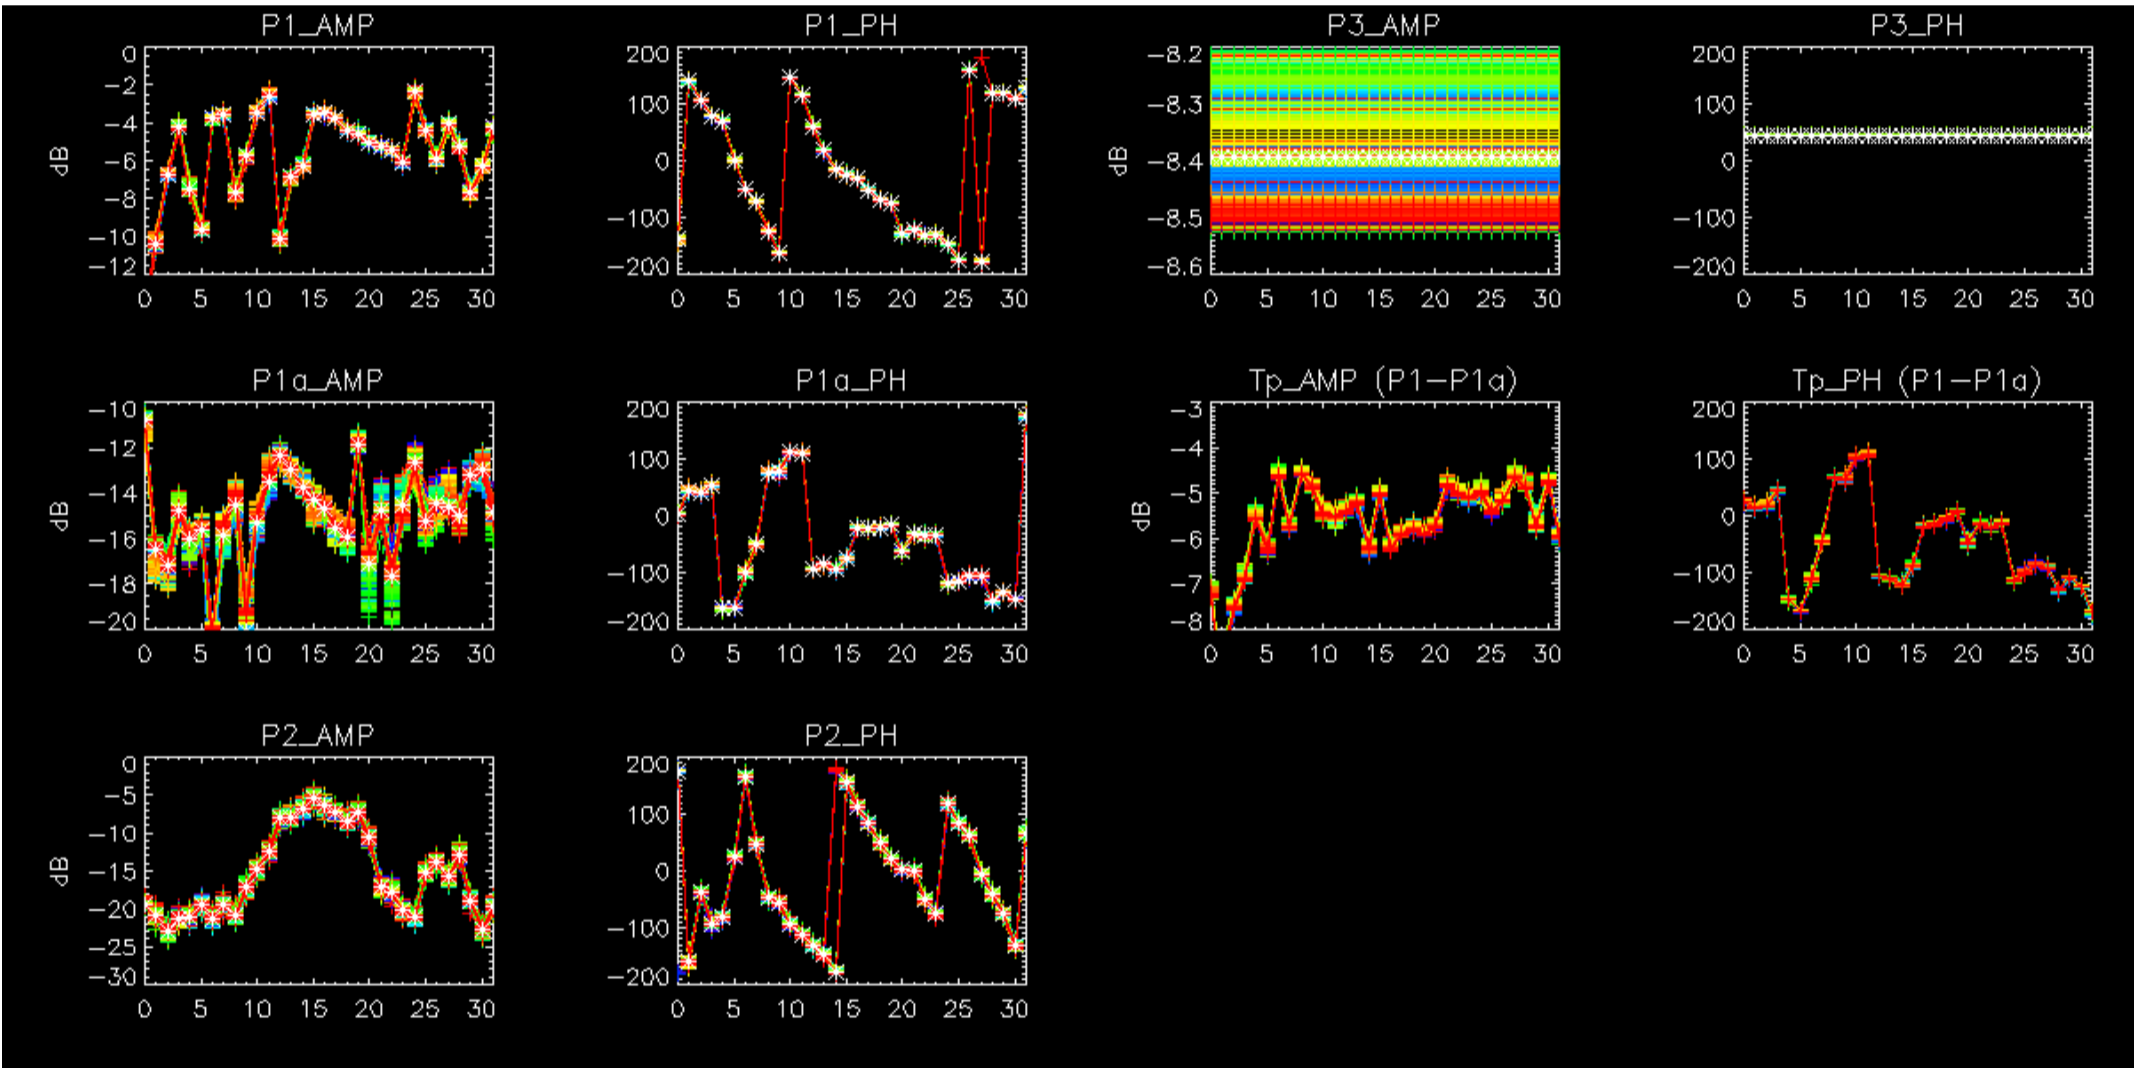 P1_AMP
0
-2
-4
-6
-8
-10
-12
dB
0 5 10 15 20 25 30
P1_PH
200
100
0
-100
-200
0 5 10 15 20 25 30
P3_AMP
-8.2
-8.3
-8.4
-8.5
-8.6
dB
0 5 10 15 20 25 30
P3_PH
200
100
0
-100
-200
0 5 10 15 20 25 30
P1a_AMP
-10
-12
-14
-16
-18
-20
dB
0 5 10 15 20 25 30
P1a_PH
200
100
0
-100
-200
0 5 10 15 20 25 30
Tp_AMP (P1-P1a)
-3
-4
-5
-6
-7
-8
dB
0 5 10 15 20 25 30
Tp_PH (P1-P1a)
200
100
0
-100
-200
0 5 10 15 20 25 30
P2_AMP
0
-5
-10
-15
-20
-25
-30
dB
0 5 10 15 20 25 30
P2_PH
200
100
0
-100
-200
0 5 10 15 20 25 30